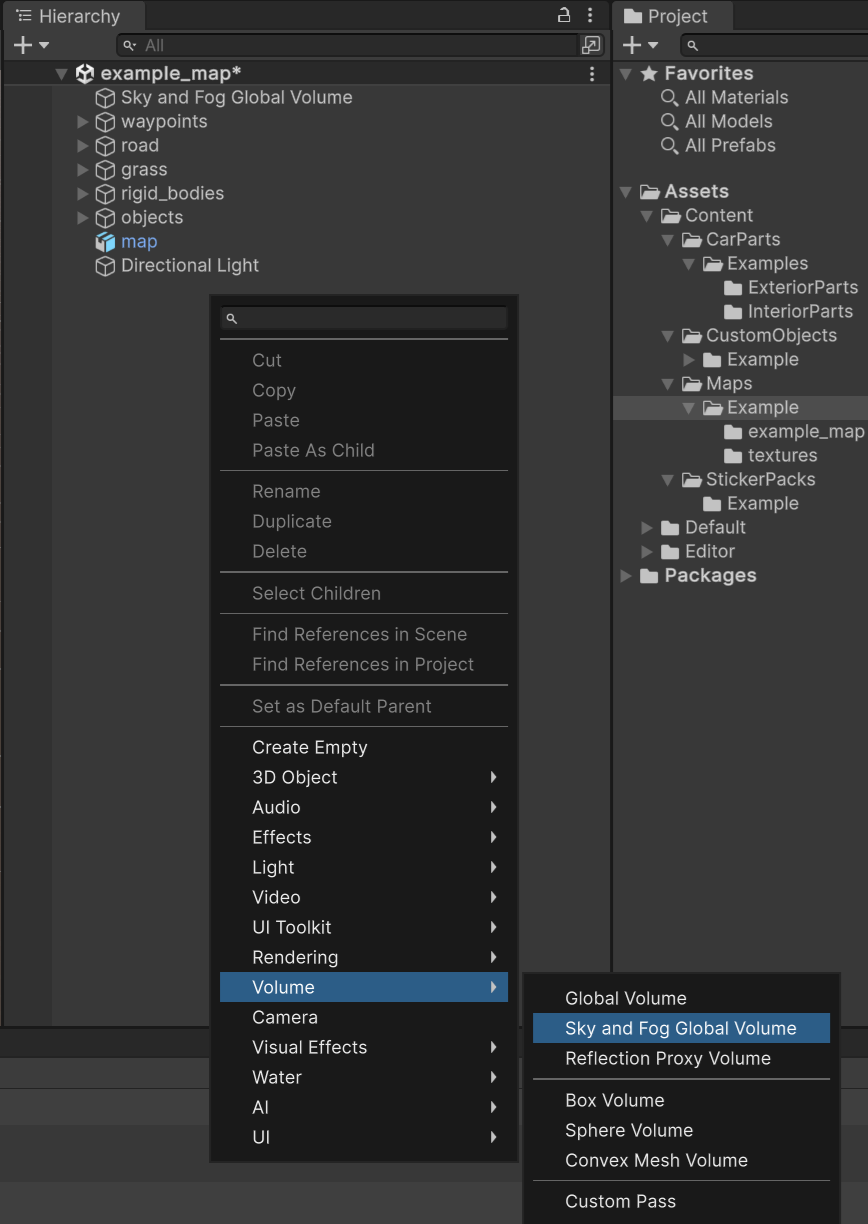 Hierarchy
All
example_map*
Sky and Fog Global Volume
waypoints
road
grass
rigid_bodies
objects
map
Directional Light
Cut
Copy
Paste
Paste As Child
Rename
Duplicate
Delete
Select Children
Find References in Scene
Find References in Project
Set as Default Parent
Create Empty
3D Object
Audio
Effects
Light
Video
UI Toolkit
Rendering
Volume
Camera
Visual Effects
Water
AI
UI
Global Volume
Sky and Fog Global Volume
Reflection Proxy Volume
Box Volume
Sphere Volume
Convex Mesh Volume
Custom Pass
Project
Favorites
All Materials
All Models
All Prefabs
Assets
Content
CarParts
Examples
ExteriorParts
InteriorParts
CustomObjects
Example
Maps
Example
example_map
textures
StickerPacks
Example
Default
Editor
Packages